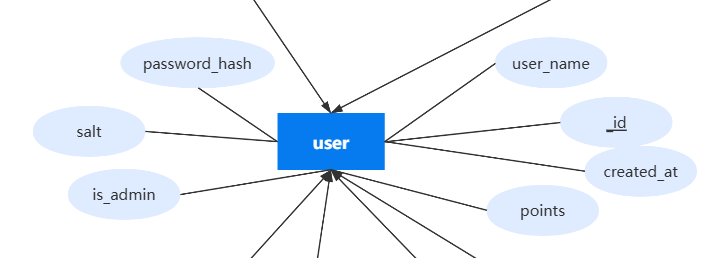 password_hash
user_name
salt
user
_id
created_at
is_admin
points